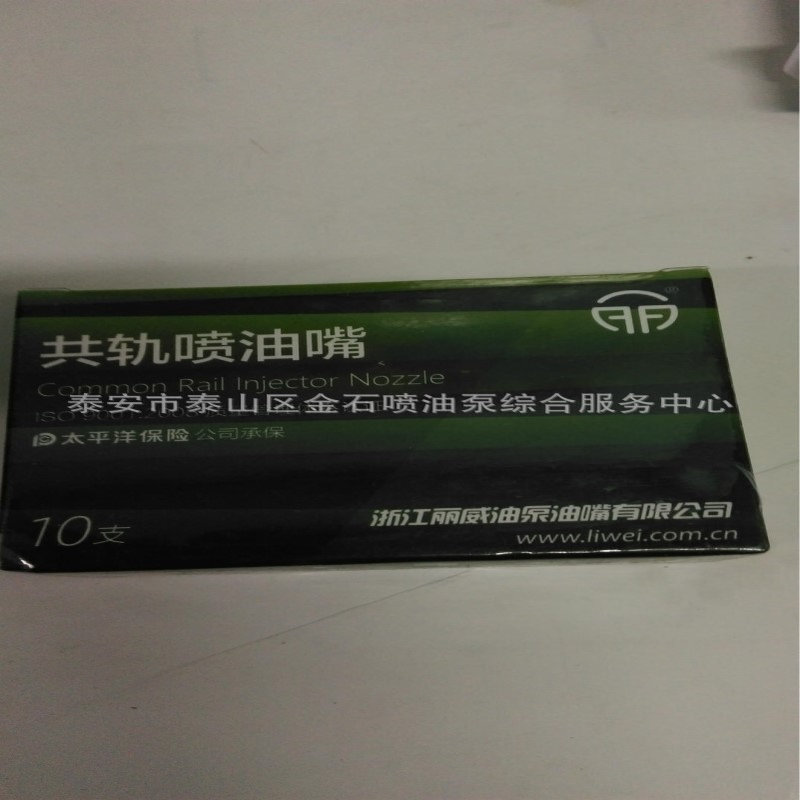 共轨喷油嘴
®
Common Rail Injector Nozzle
ISO
泰安市泰山区金石喷油泵综合服务中心
太平洋保险 公司承保
10支
浙江丽威油泵油嘴有限公司
www.liwei.com.cn